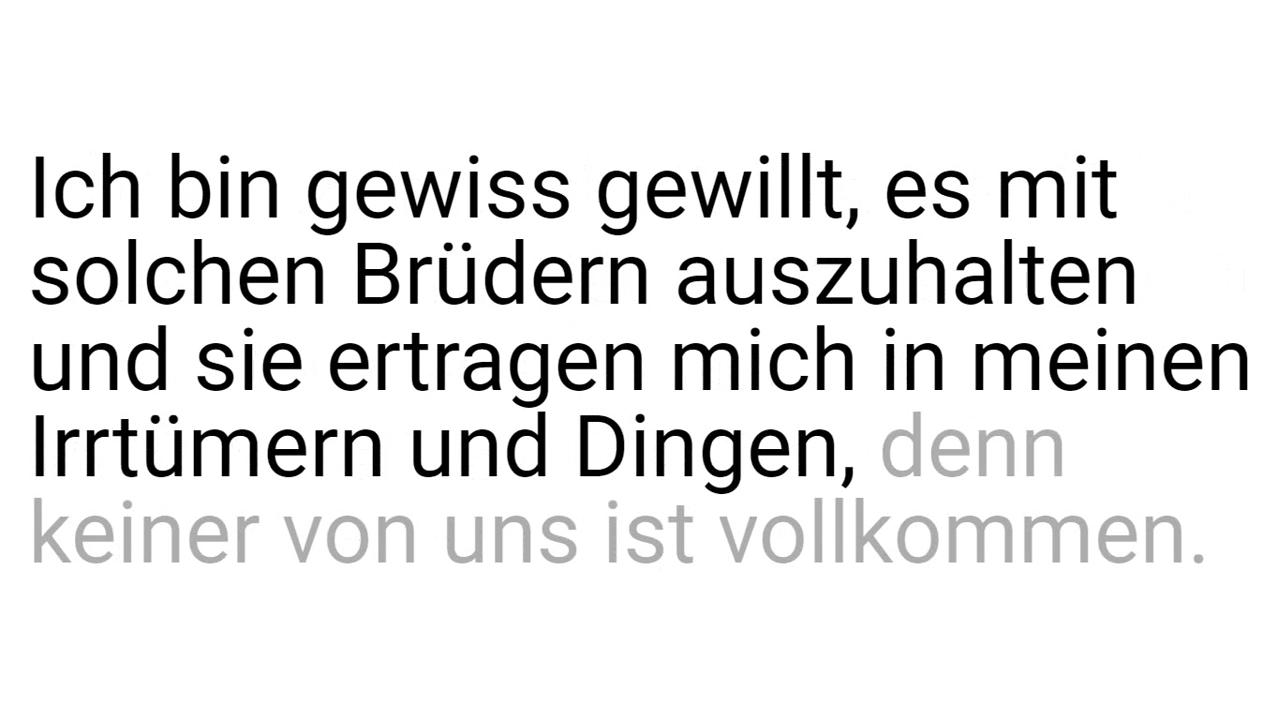 Ich bin gewiss gewillt, es mit
solchen Brüdern auszuhalten
und sie ertragen mich in meinen
Irrtümern und Dingen, denn
keiner von uns ist vollkommen.